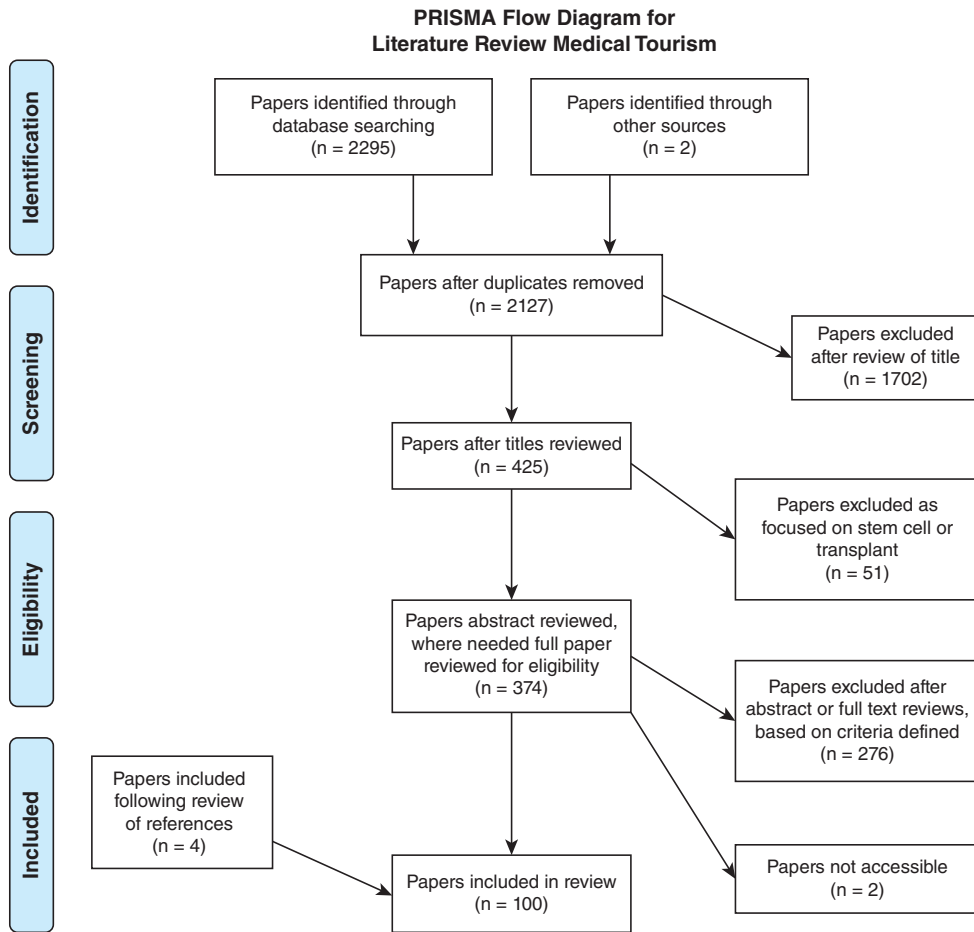 PRISMA Flow Diagram for
Literature Review Medical Tourism
Identification
Papers identified through
database searching
(n = 2295)
Papers identified through
other sources
(n = 2)
Papers after duplicates removed
(n = 2127)
Screening
Papers excluded
after review of title
(n = 1702)
Papers after titles reviewed
(n = 425)
Papers excluded as
focused on stem cell or
transplant
(n = 51)
Eligibility
Papers abstract reviewed,
where needed full paper
reviewed for eligibility
(n = 374)
Papers excluded after
abstract or full text reviews,
based on criteria defined
(n = 276)
Included
Papers included
following review
of references
(n = 4)
Papers included in review
(n = 100)
Papers not accessible
(n = 2)